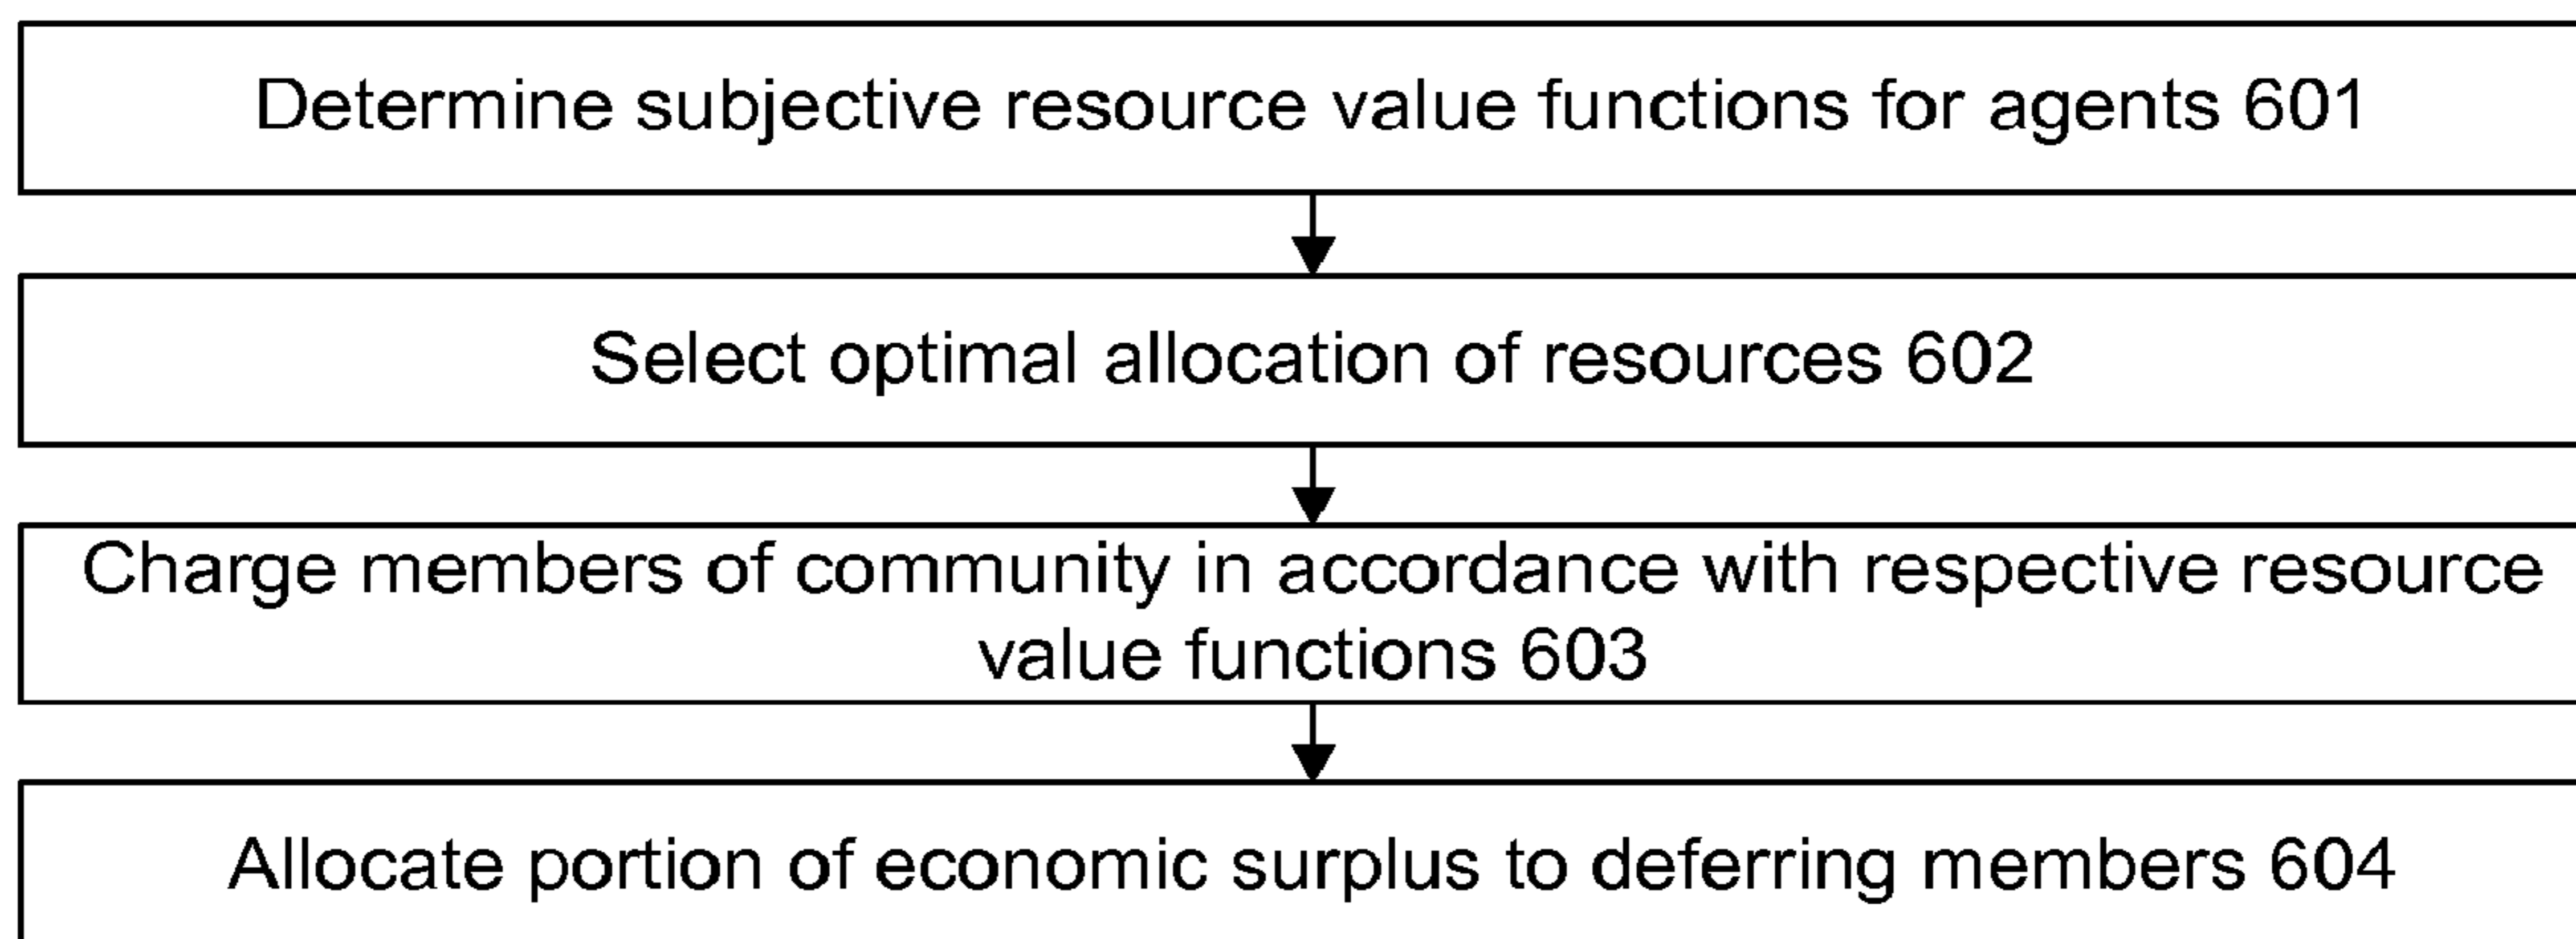 Determine subjective resource value functions for agents 601
Select optimal allocation of resources 602
Charge members of community in accordance with respective resource
value functions 603
Allocate portion of economic surplus to deferring members 604